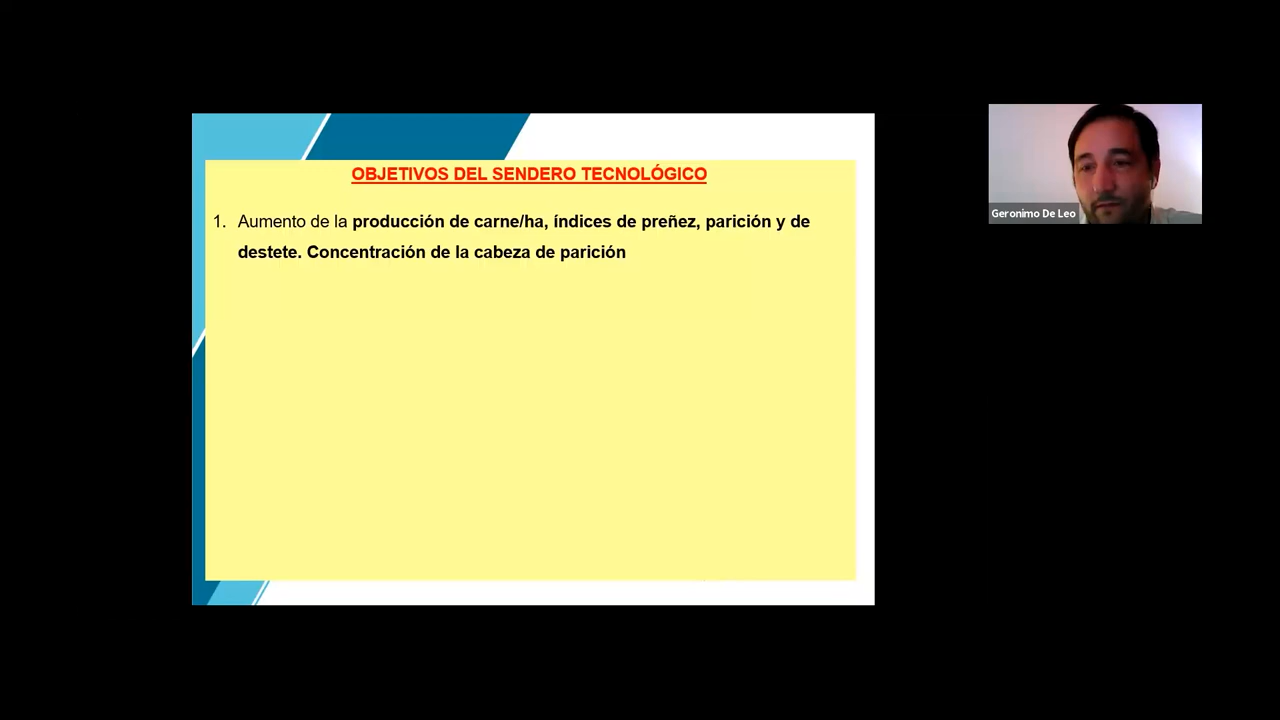 OBJETIVOS DEL SENDERO TECNOLÓGICO
1. Aumento de la producción de carne/ha, índices de preñez, parición y de
destete. Concentración de la cabeza de parición
Geronimo De Leo